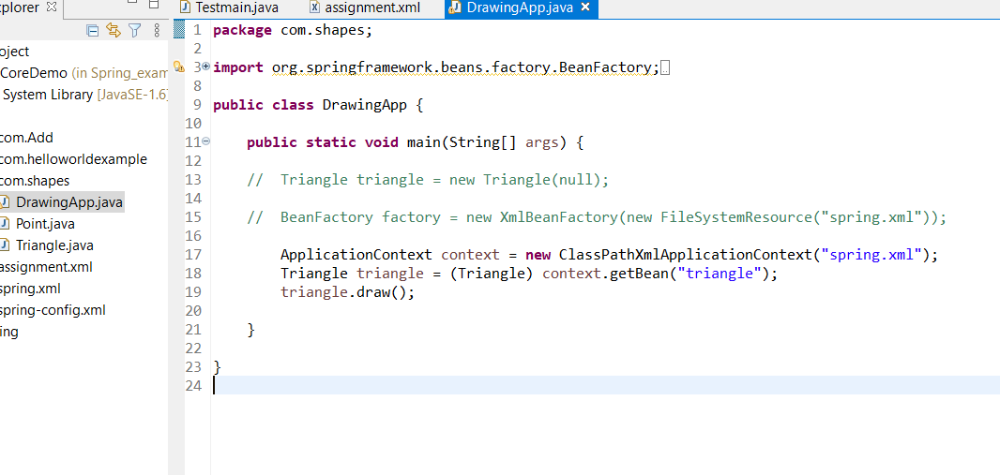 xplorer
Testmain.java
assignment.xml
DrawingApp.java
oject
CoreDemo (in Spring_exam
System Library [JavaSE-1.6]
com.Add
com.helloworldexample
com.shapes
DrawingApp.java
Point.java
Triangle.java
assignment.xml
spring.xml
spring-config.xml
ing
1 package com.shapes;
2
3 import org.springframework.beans.factory.BeanFactory;
8
9 public class DrawingApp {
10
11 public static void main(String[] args) {
12
13 // Triangle triangle = new Triangle(null);
14
15 // BeanFactory factory = new XmlBeanFactory(new FileSystemResource("spring.xml"));
16
17 ApplicationContext context = new ClassPathXmlApplicationContext("spring.xml");
18 Triangle triangle = (Triangle) context.getBean("triangle");
19 triangle.draw();
20
21 }
22
23 }
24